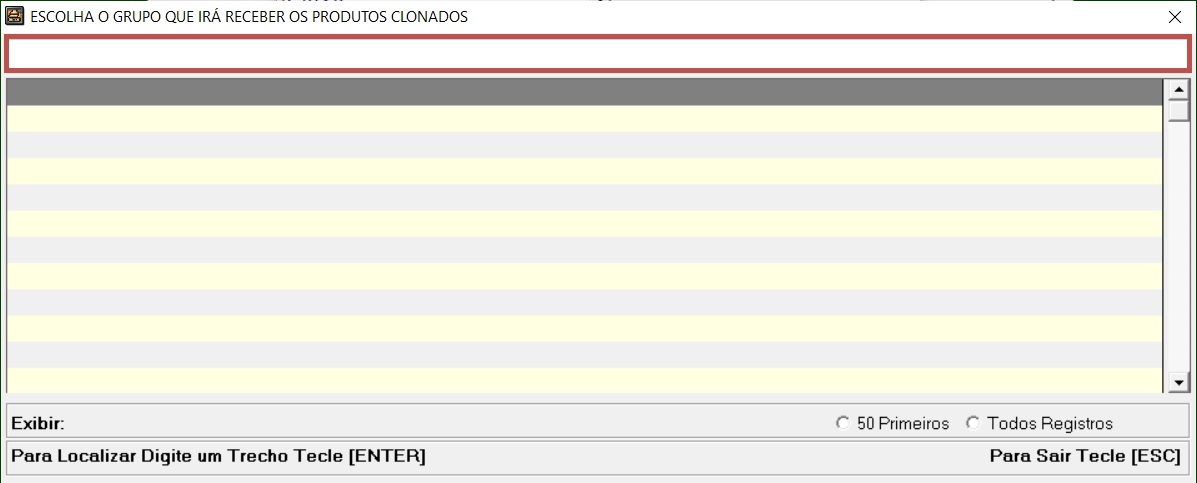 ESCOLHA O GRUPO QUE IRÁ RECEBER OS PRODUTOS CLONADOS
Exibir: 50 Primeiros Todos Registros
Para Localizar Digite um Trecho Tecle [ENTER] Para Sair Tecle [ESC]